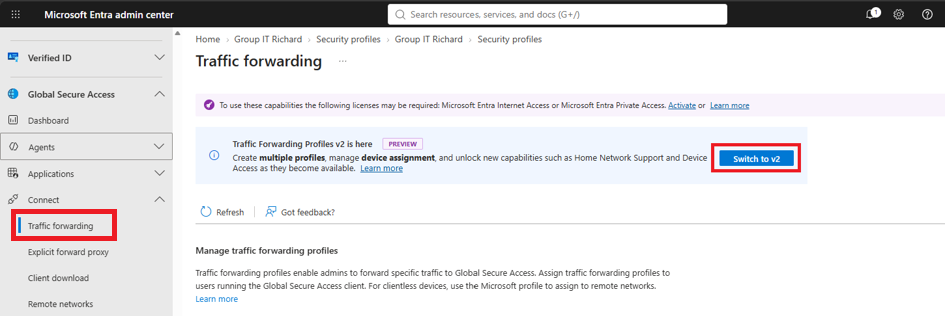 Microsoft Entra admin center
Search resources, services, and docs (G+/)
1
Verified ID
Global Secure Access
Dashboard
Agents
Applications
Connect
Traffic forwarding
Explicit forward proxy
Client download
Remote networks
Home > Group IT Richard > Security profiles > Group IT Richard > Security profiles
Traffic forwarding ...
To use these capabilities the following licenses may be required: Microsoft Entra Internet Access or Microsoft Entra Private Access. Activate or Learn more
Traffic Forwarding Profiles v2 is here PREVIEW
Create multiple profiles, manage device assignment, and unlock new capabilities such as Home Network Support and Device
Access as they become available. Learn more
Switch to v2
Refresh Got feedback?
Manage traffic forwarding profiles
Traffic forwarding profiles enable admins to forward specific traffic to Global Secure Access. Assign traffic forwarding profiles to
users running the Global Secure Access client. For clientless devices, use the Microsoft profile to assign to remote networks.
Learn more